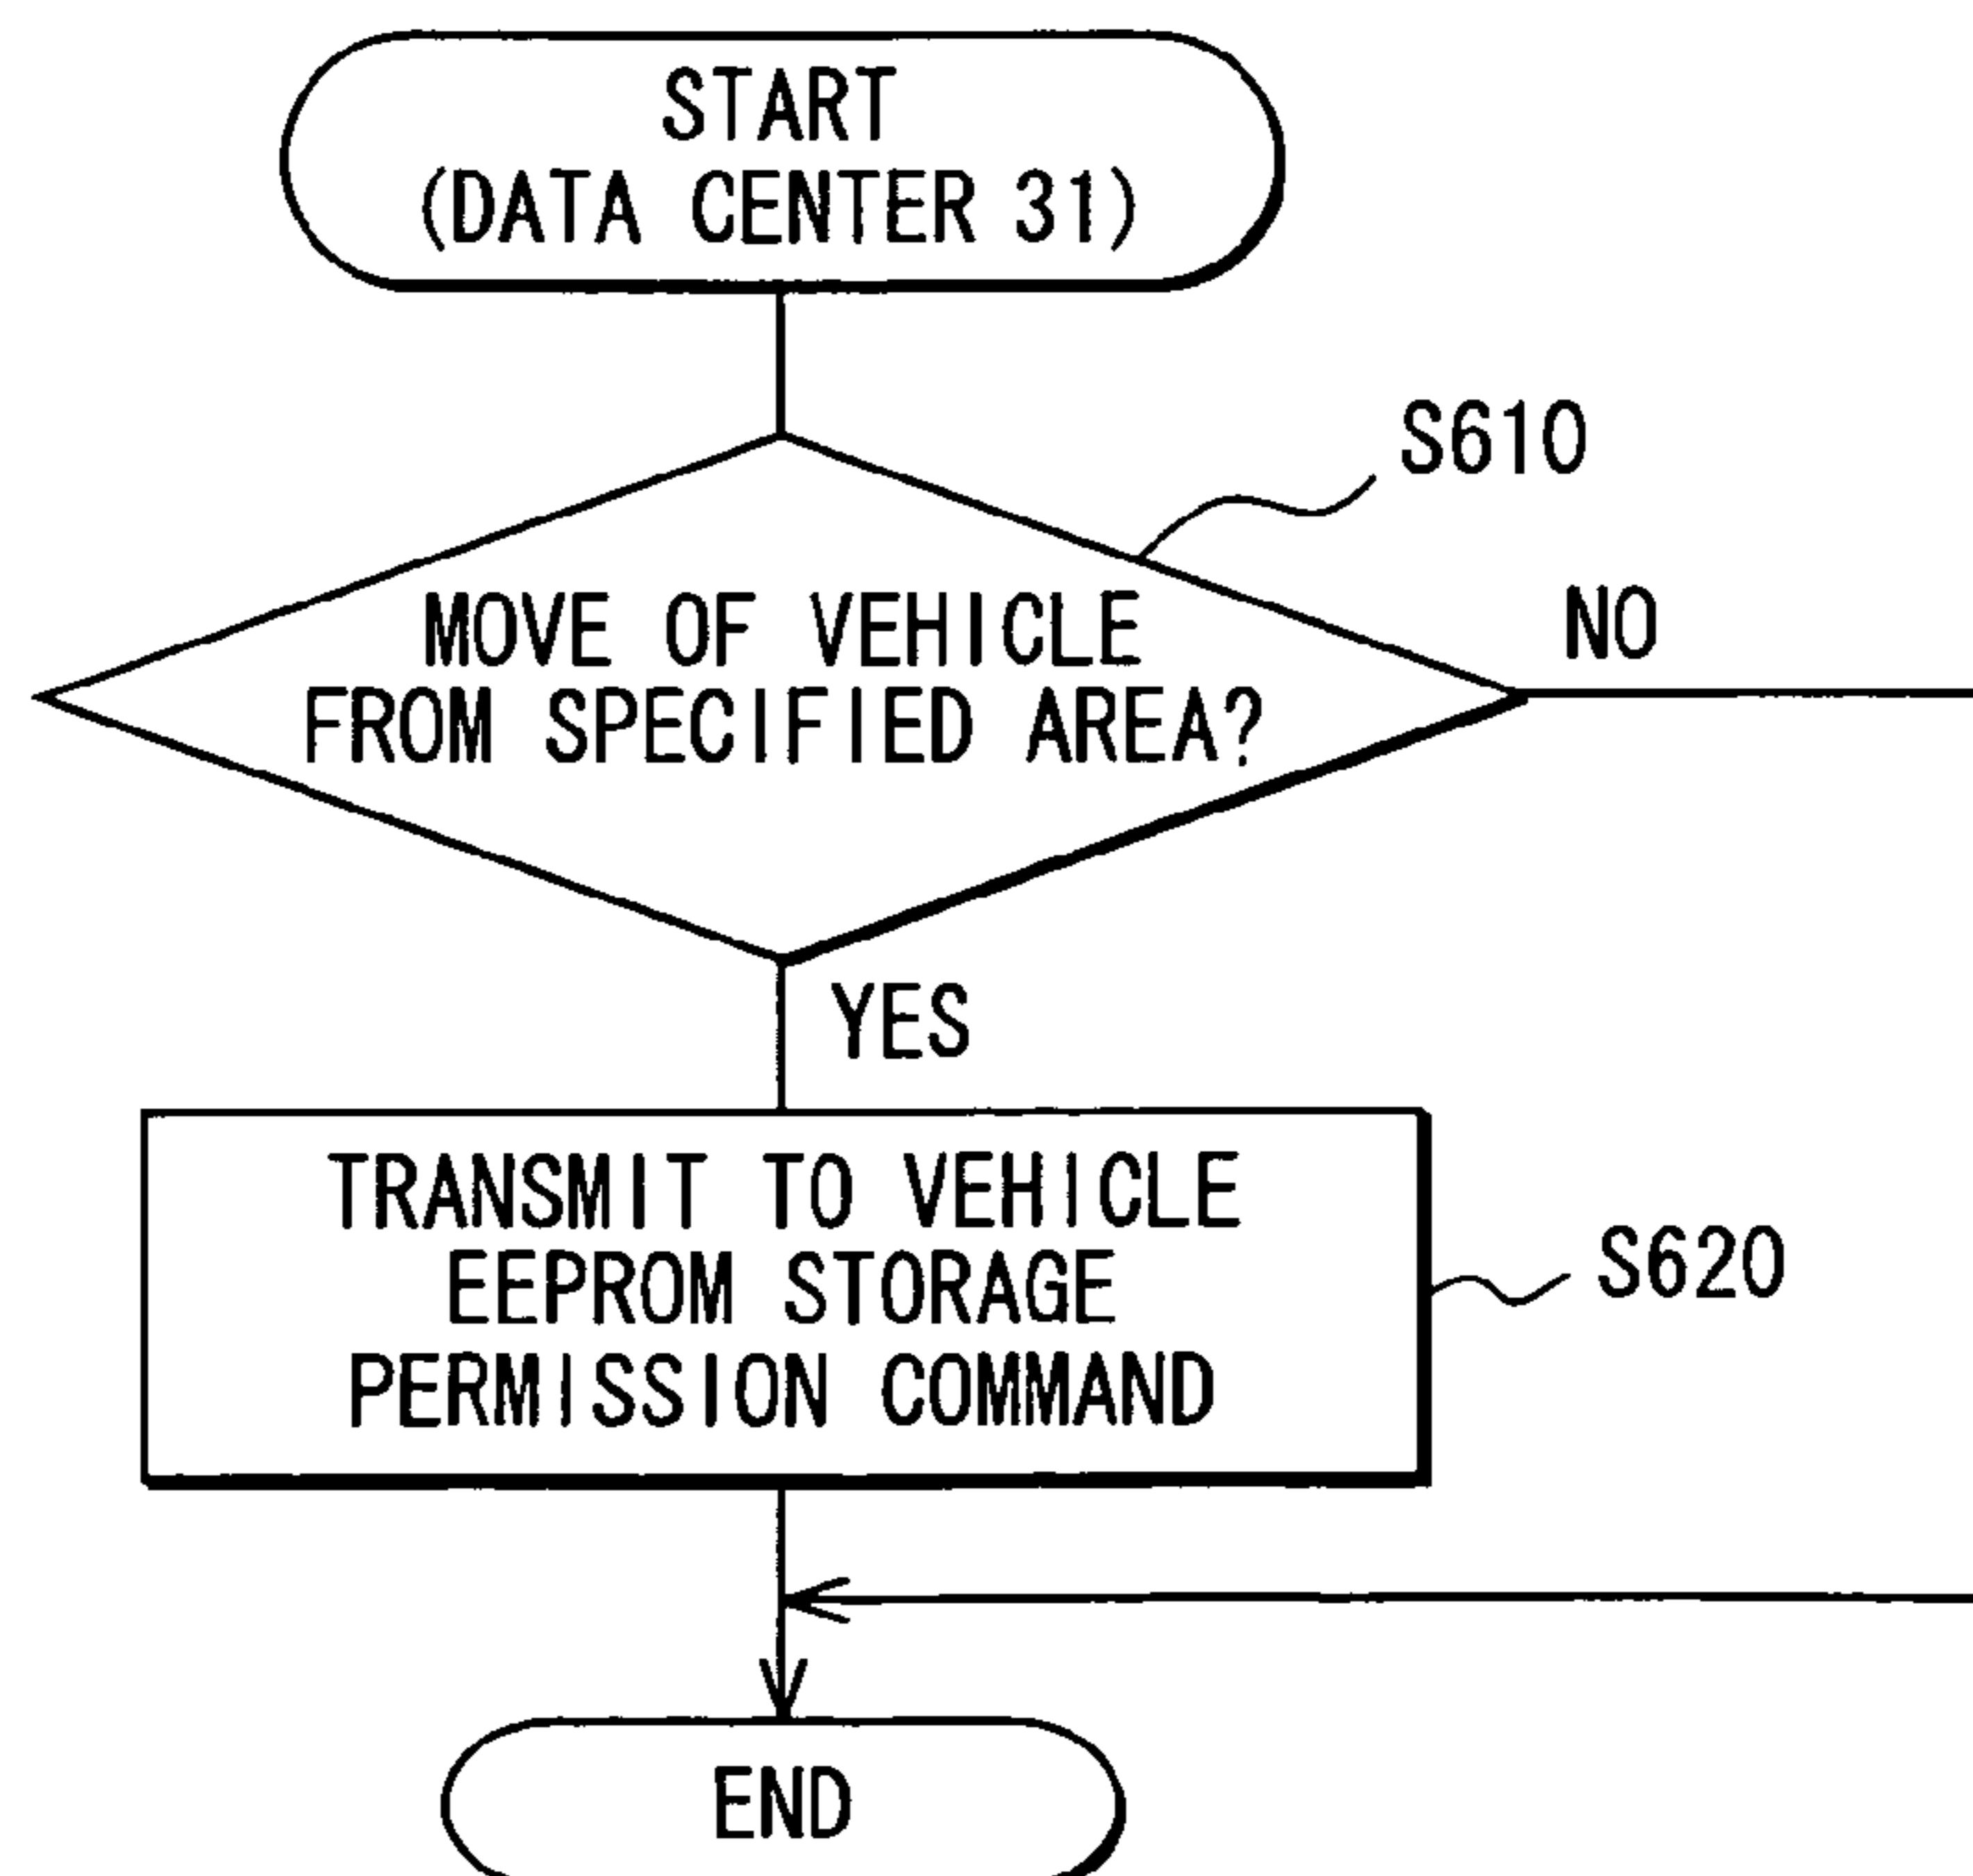 START
(DATA CENTER 31)
S610
MOVE OF VEHICLE
FROM SPECIFIED AREA?
NO
YES
TRANSMIT TO VEHICLE
EEPROM STORAGE
PERMISSION COMMAND
S620
END